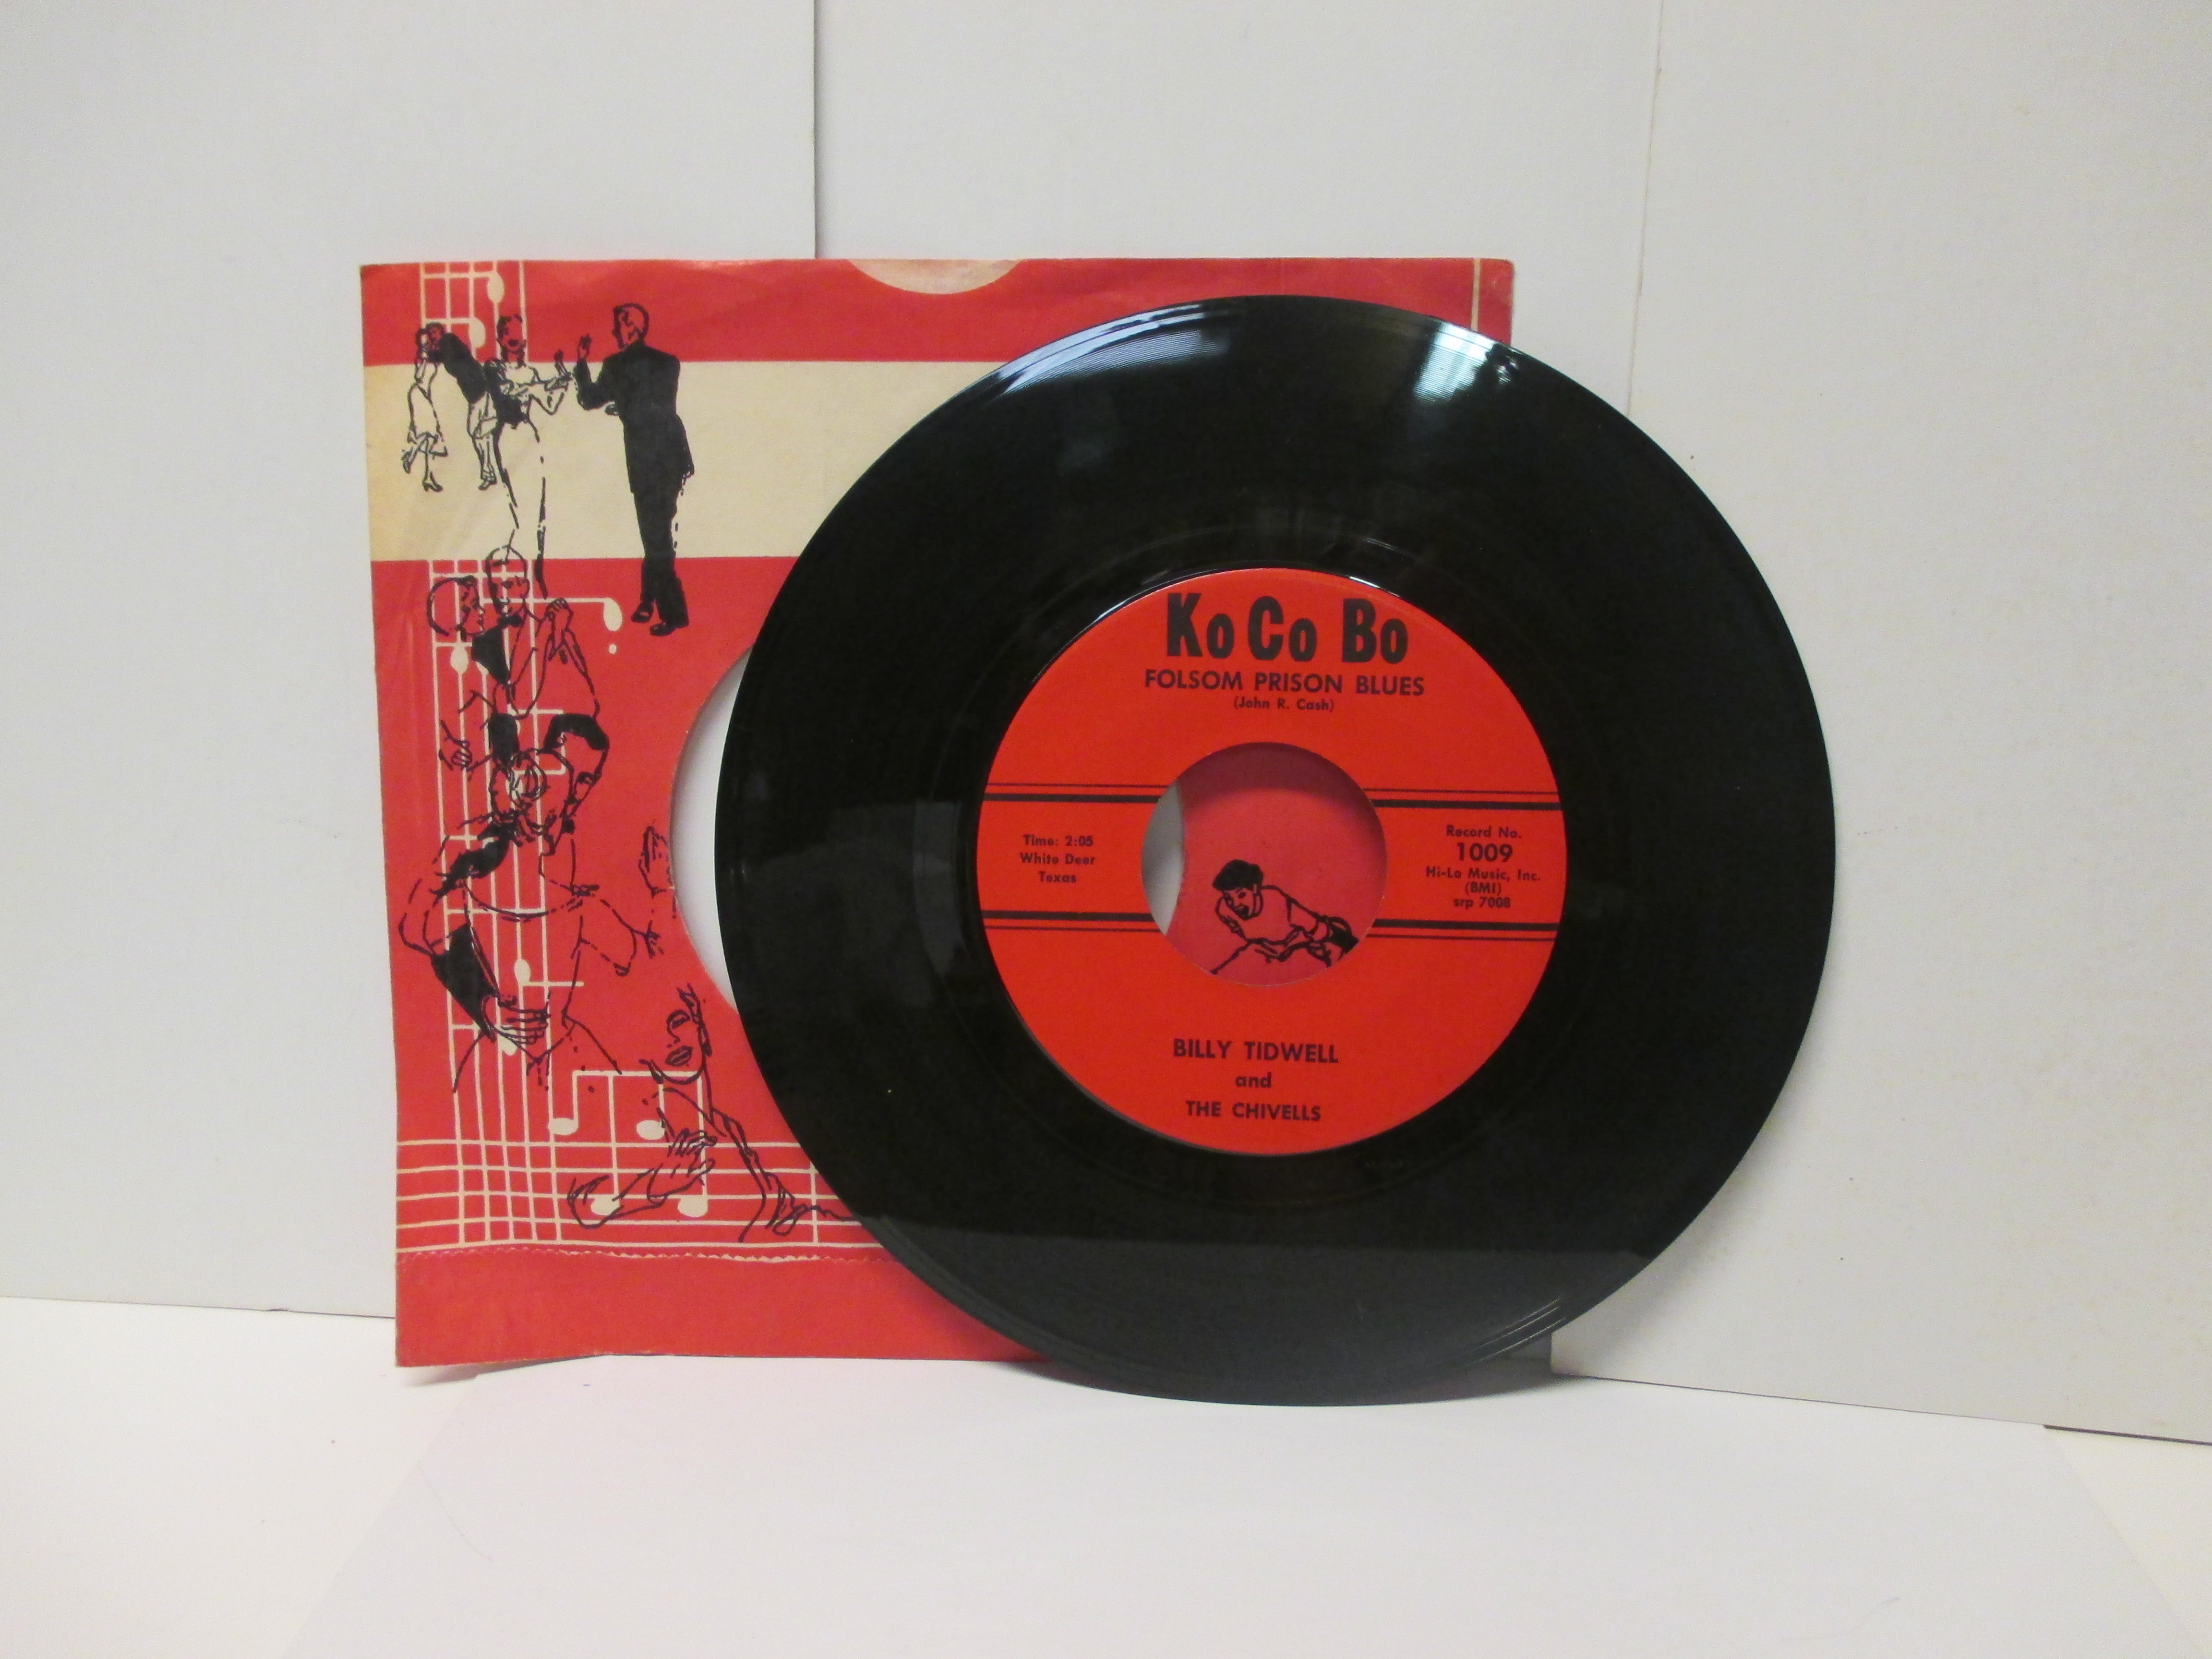 Ko Co Bo
FOLSOM PRISON BLUES
(John R. Cash)
Time: 2:05
White Deer
Texas
Record No.
1009
Hi-Lo Music, Inc.
(BMI)
srp 7008
BILLY TIDWELL
and
THE CHIVELLS